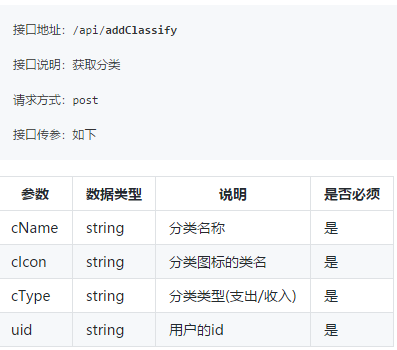 接口地址：/api/addClassify
接口说明：获取分类
请求方式：post
接口传参：如下
参数 数据类型 说明 是否必须
cName string 分类名称 是
cIcon string 分类图标的类名 是
cType string 分类类型(支出/收入) 是
uid string 用户的id 是